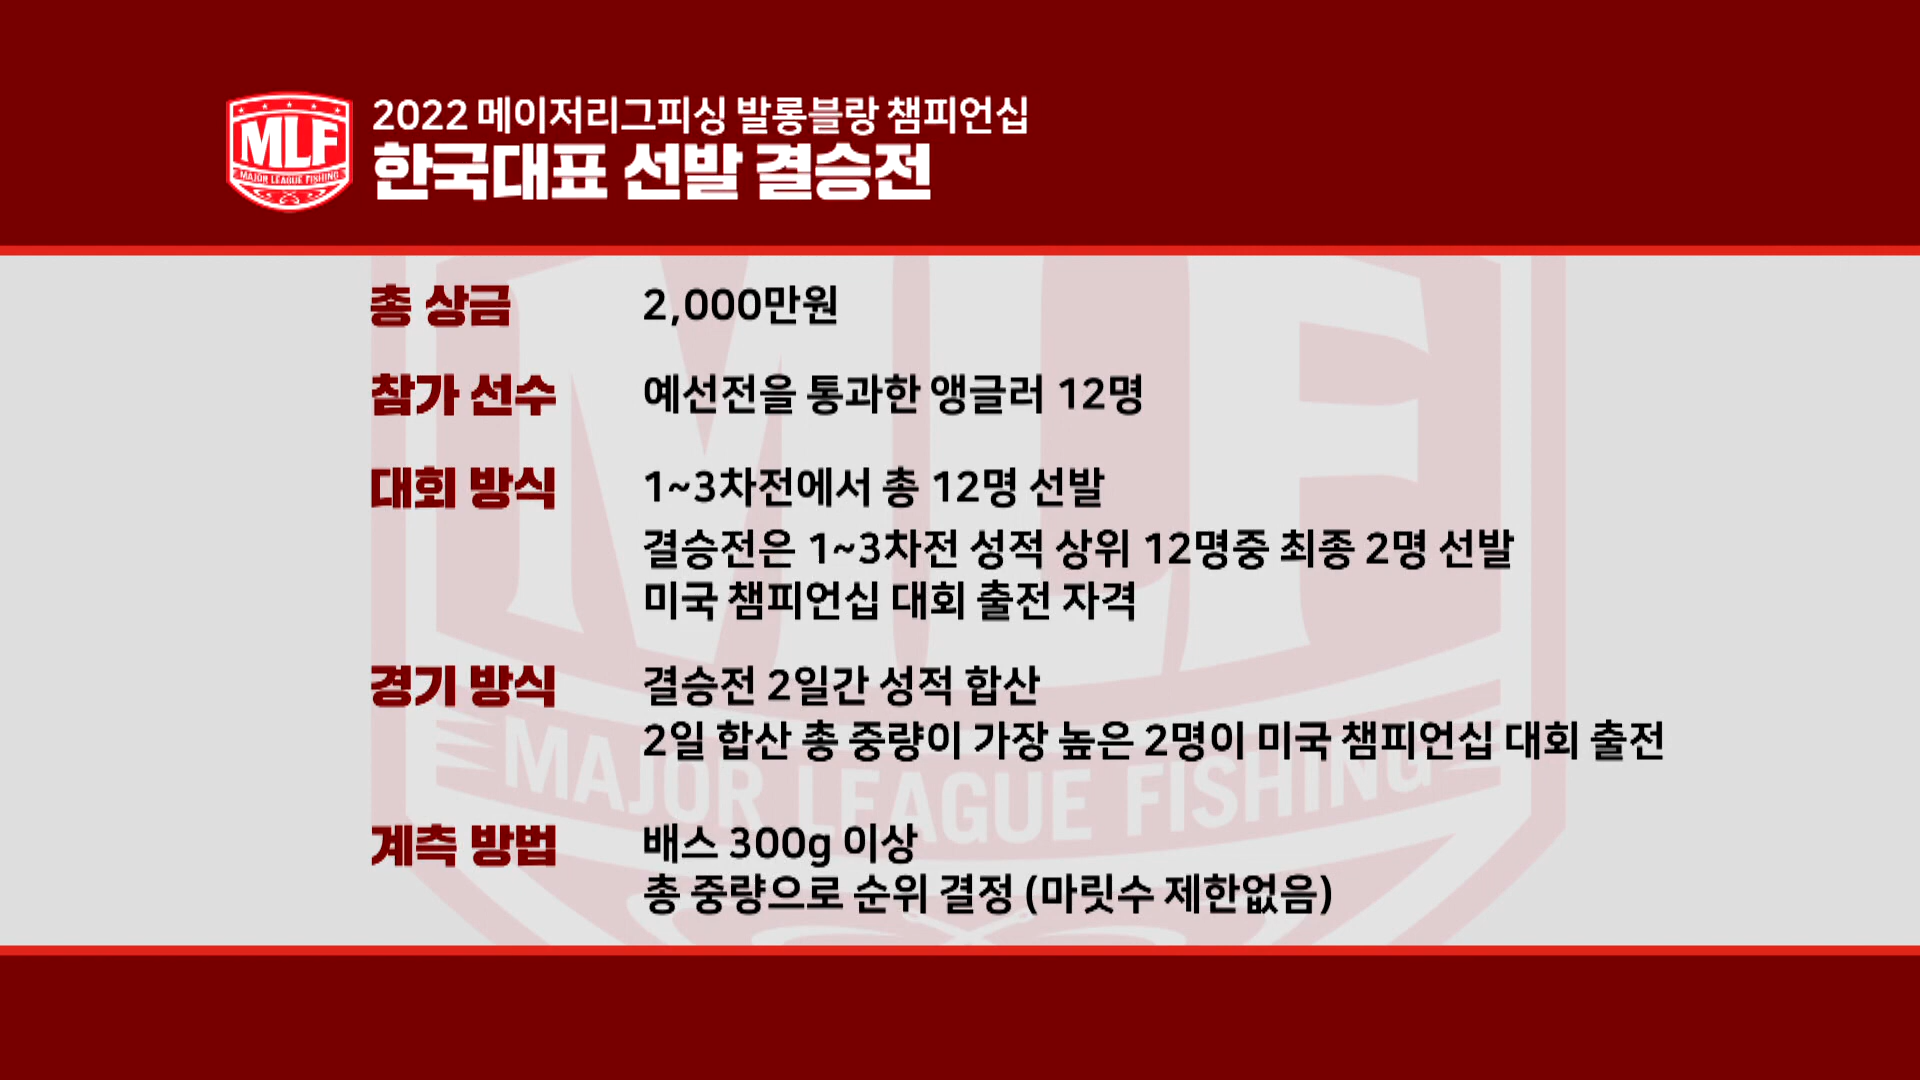 MLF
MAJOR LEAGUE FISHING
2022 메이저리그피싱 발롱블랑 챔피언십
한국대표 선발 결승전
총 상금 2,000만원
참가 선수 예선전을 통과한 앵글러 12명
대회 방식 1~3차전에서 총 12명 선발
결승전은 1~3차전 성적 상위 12명중 최종 2명 선발
미국 챔피언십 대회 출전 자격
경기 방식 결승전 2일간 성적 합산
2일 합산 총 중량이 가장 높은 2명이 미국 챔피언십 대회 출전
계측 방법 배스 300g 이상
총 중량으로 순위 결정 (마릿수 제한없음)
MLF
MAJOR LEAGUE FISHING